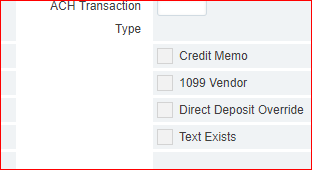 ACH Transaction
Type
Credit Memo
1099 Vendor
Direct Deposit Override
Text Exists